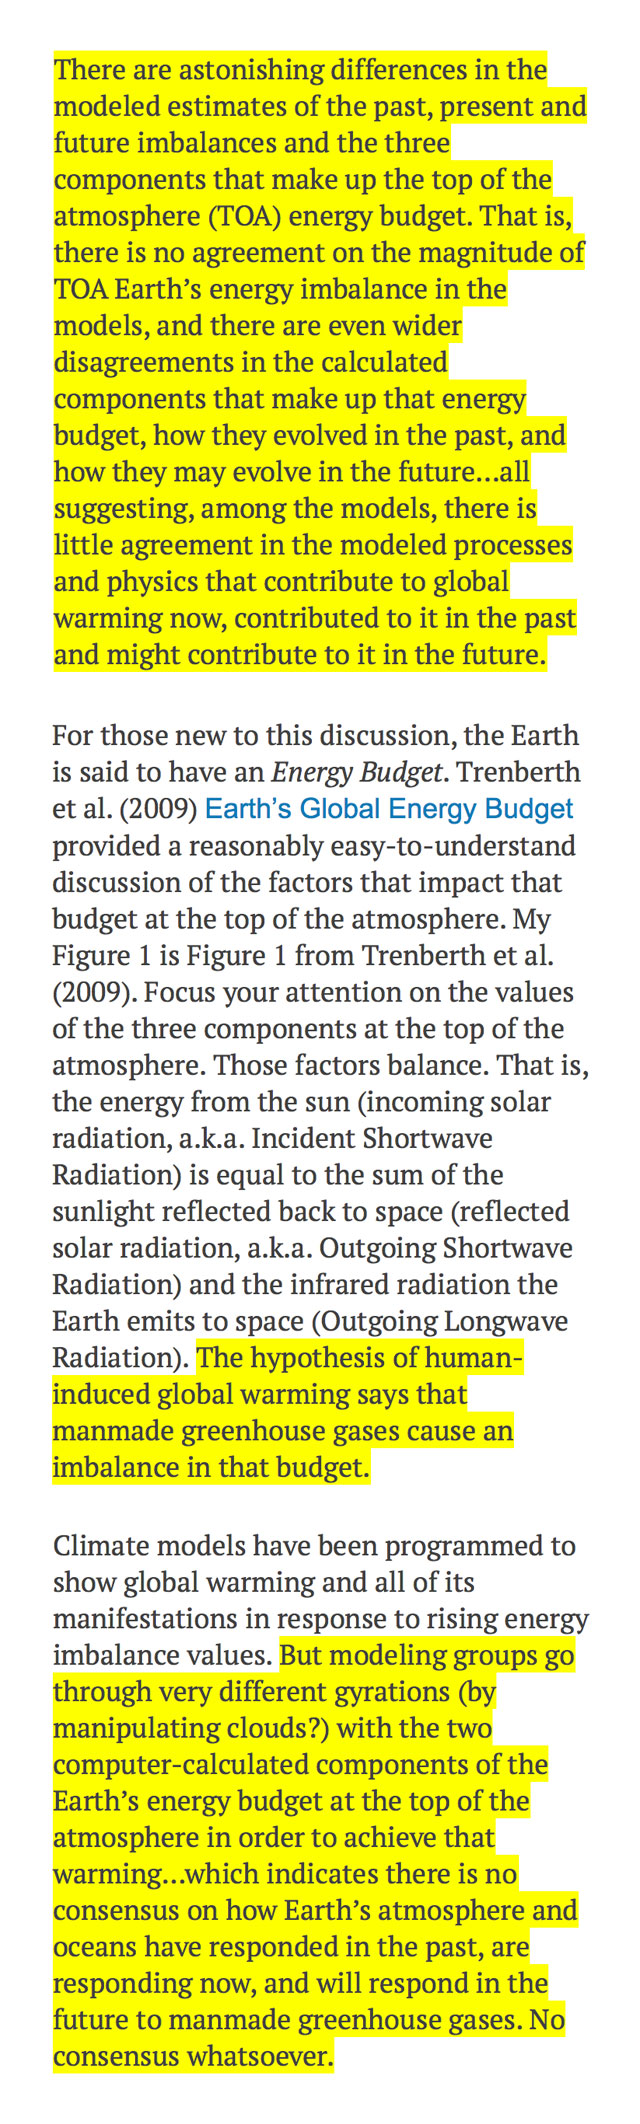 There are astonishing differences in the
modeled estimates of the past, present and
future imbalances and the three
components that make up the top of the
atmosphere (TOA) energy budget. That is,
there is no agreement on the magnitude of
TOA Earth’s energy imbalance in the
models, and there are even wider
disagreements in the calculated
components that make up that energy
budget, how they evolved in the past, and
how they may evolve in the future…all
suggesting, among the models, there is
little agreement in the modeled processes
and physics that contribute to global
warming now, contributed to it in the past
and might contribute to it in the future.
For those new to this discussion, the Earth
is said to have an Energy Budget. Trenberth
et al. (2009) Earth’s Global Energy Budget
provided a reasonably easy-to-understand
discussion of the factors that impact that
budget at the top of the atmosphere. My
Figure 1 is Figure 1 from Trenberth et al.
(2009). Focus your attention on the values
of the three components at the top of the
atmosphere. Those factors balance. That is,
the energy from the sun (incoming solar
radiation, a.k.a. Incident Shortwave
Radiation) is equal to the sum of the
sunlight reflected back to space (reflected
solar radiation, a.k.a. Outgoing Shortwave
Radiation) and the infrared radiation the
Earth emits to space (Outgoing Longwave
Radiation). The hypothesis of human-
induced global warming says that
manmade greenhouse gases cause an
imbalance in that budget.
Climate models have been programmed to
show global warming and all of its
manifestations in response to rising energy
imbalance values. But modeling groups go
through very different gyrations (by
manipulating clouds?) with the two
computer-calculated components of the
Earth’s energy budget at the top of the
atmosphere in order to achieve that
warming…which indicates there is no
consensus on how Earth’s atmosphere and
oceans have responded in the past, are
responding now, and will respond in the
future to manmade greenhouse gases. No
consensus whatsoever.